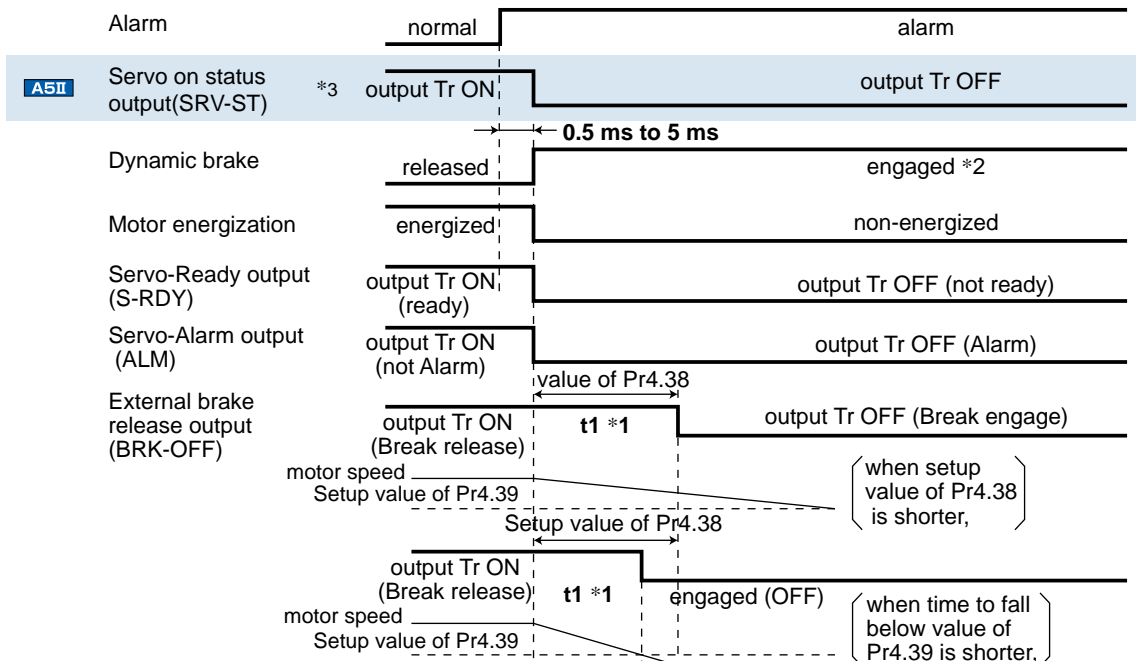 Alarm normal alarm
A5II Servo on status output(SRV-ST) *3 output Tr ON output Tr OFF
0.5 ms to 5 ms
Dynamic brake released engaged *2
Motor energization energized non-energized
Servo-Ready output (S-RDY) output Tr ON (ready) output Tr OFF (not ready)
Servo-Alarm output (ALM) output Tr ON (not Alarm) output Tr OFF (Alarm)
value of Pr4.38
External brake release output (BRK-OFF) output Tr ON (Break release) t1 *1 output Tr OFF (Break engage)
motor speed
Setup value of Pr4.39
when setup value of Pr4.38 is shorter,
Setup value of Pr4.38
output Tr ON (Break release) t1 *1 engaged (OFF)
motor speed
Setup value of Pr4.39
when time to fall below value of Pr4.39 is shorter,